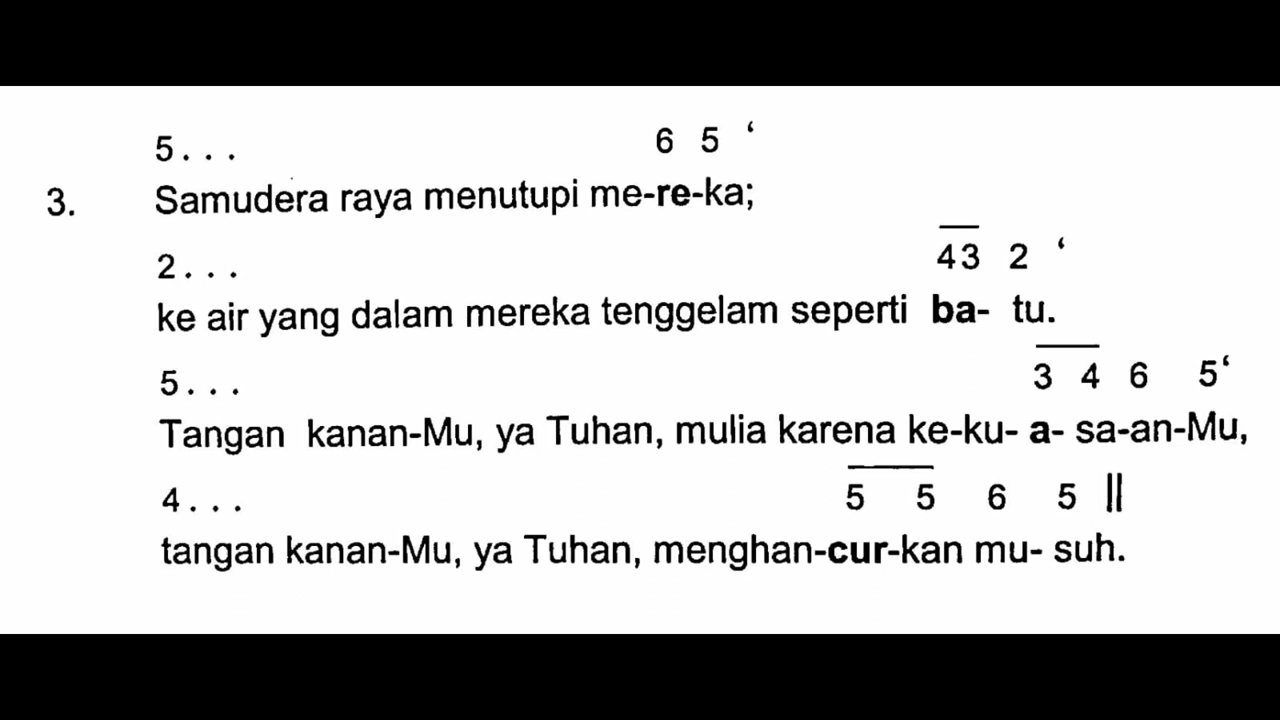 5... 6 5 ‘
3. Samudera raya menutupi me-re-ka;
2... 43 2 ‘
ke air yang dalam mereka tenggelam seperti ba- tu.
5... 3 4 6 5‘
Tangan kanan-Mu, ya Tuhan, mulia karena ke-ku- a- sa-an-Mu,
4... 5 5 6 5 ||
tangan kanan-Mu, ya Tuhan, menghan-cur-kan mu- suh.